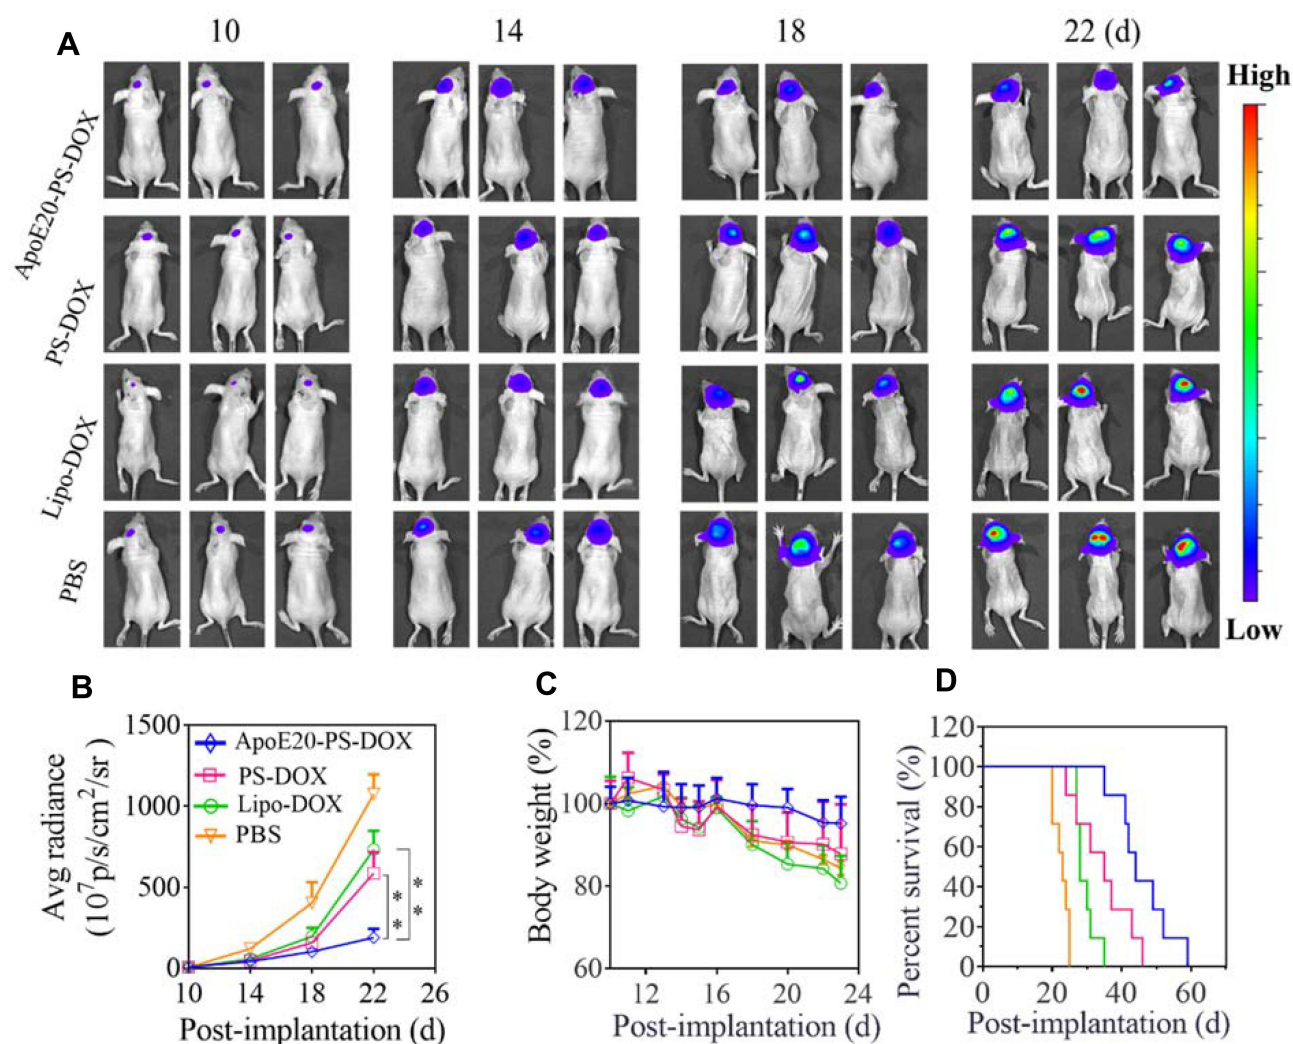 A
10 14 18 22 (d)
ApoE20-PS-DOX
PS-DOX
Lipo-DOX
PBS
High
Low
B
1500
1000
500
0
10 14 18 22 26
Avg radiance
(10⁷p/s/cm²/sr)
Post-implantation (d)
ApoE20-PS-DOX
PS-DOX
Lipo-DOX
PBS
* *
* *
C
120
100
80
60
12 16 20 24
Body weight (%)
Post-implantation (d)
D
120
100
80
60
40
20
0
0 20 40 60
Percent survival (%)
Post-implantation (d)